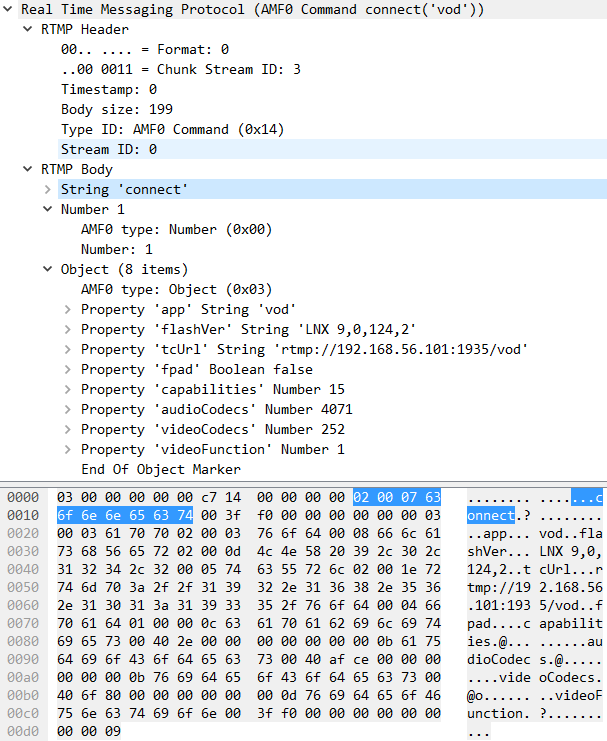 Real Time Messaging Protocol (AMF0 Command connect('vod'))
RTMP Header
00.. .... = Format: 0
..00 0011 = Chunk Stream ID: 3
Timestamp: 0
Body size: 199
Type ID: AMF0 Command (0x14)
Stream ID: 0
RTMP Body
String 'connect'
Number 1
AMF0 type: Number (0x00)
Number: 1
Object (8 items)
AMF0 type: Object (0x03)
Property 'app' String 'vod'
Property 'flashVer' String 'LNX 9,0,124,2'
Property 'tcUrl' String 'rtmp://192.168.56.101:1935/vod'
Property 'fpad' Boolean false
Property 'capabilities' Number 15
Property 'audioCodecs' Number 4071
Property 'videoCodecs' Number 252
Property 'videoFunction' Number 1
End Of Object Marker
0000 03 00 00 00 00 00 c7 14 00 00 00 00 02 00 07 63 ........ .......c
0010 6f 6e 6e 65 63 74 00 3f f0 00 00 00 00 00 00 03 onnect.? ........
0020 00 03 61 70 70 02 00 03 76 6f 64 00 08 66 6c 61 ..app... vod..fla
0030 73 68 56 65 72 02 00 0d 4c 4e 58 20 39 2c 30 2c shVer... LNX 9,0,
0040 31 32 34 2c 32 00 05 74 63 55 72 6c 02 00 1e 72 124,2..t cUrl...r
0050 74 6d 70 3a 2f 2f 31 39 32 2e 31 36 38 2e 35 36 tmp://19 2.168.56
0060 2e 31 30 31 3a 31 39 33 35 2f 76 6f 64 00 04 66 .101:193 5/vod..f
0070 70 61 64 01 00 00 0c 63 61 70 61 62 69 6c 69 74 pad....c apabilit
0080 69 65 73 00 40 2e 00 00 00 00 00 00 00 0b 61 75 ies.@... ......au
0090 64 69 6f 43 6f 64 65 63 73 00 40 af ce 00 00 00 dioCodec s.@.....
00a0 00 00 00 0b 76 69 64 65 6f 43 6f 64 65 63 73 00 ....vide oCodecs.
00b0 40 6f 80 00 00 00 00 00 00 0d 76 69 64 65 6f 46 @o...... ..videoF
00c0 75 6e 63 74 69 6f 6e 00 3f f0 00 00 00 00 00 00 unction. ?.......
00d0 00 00 09 ...